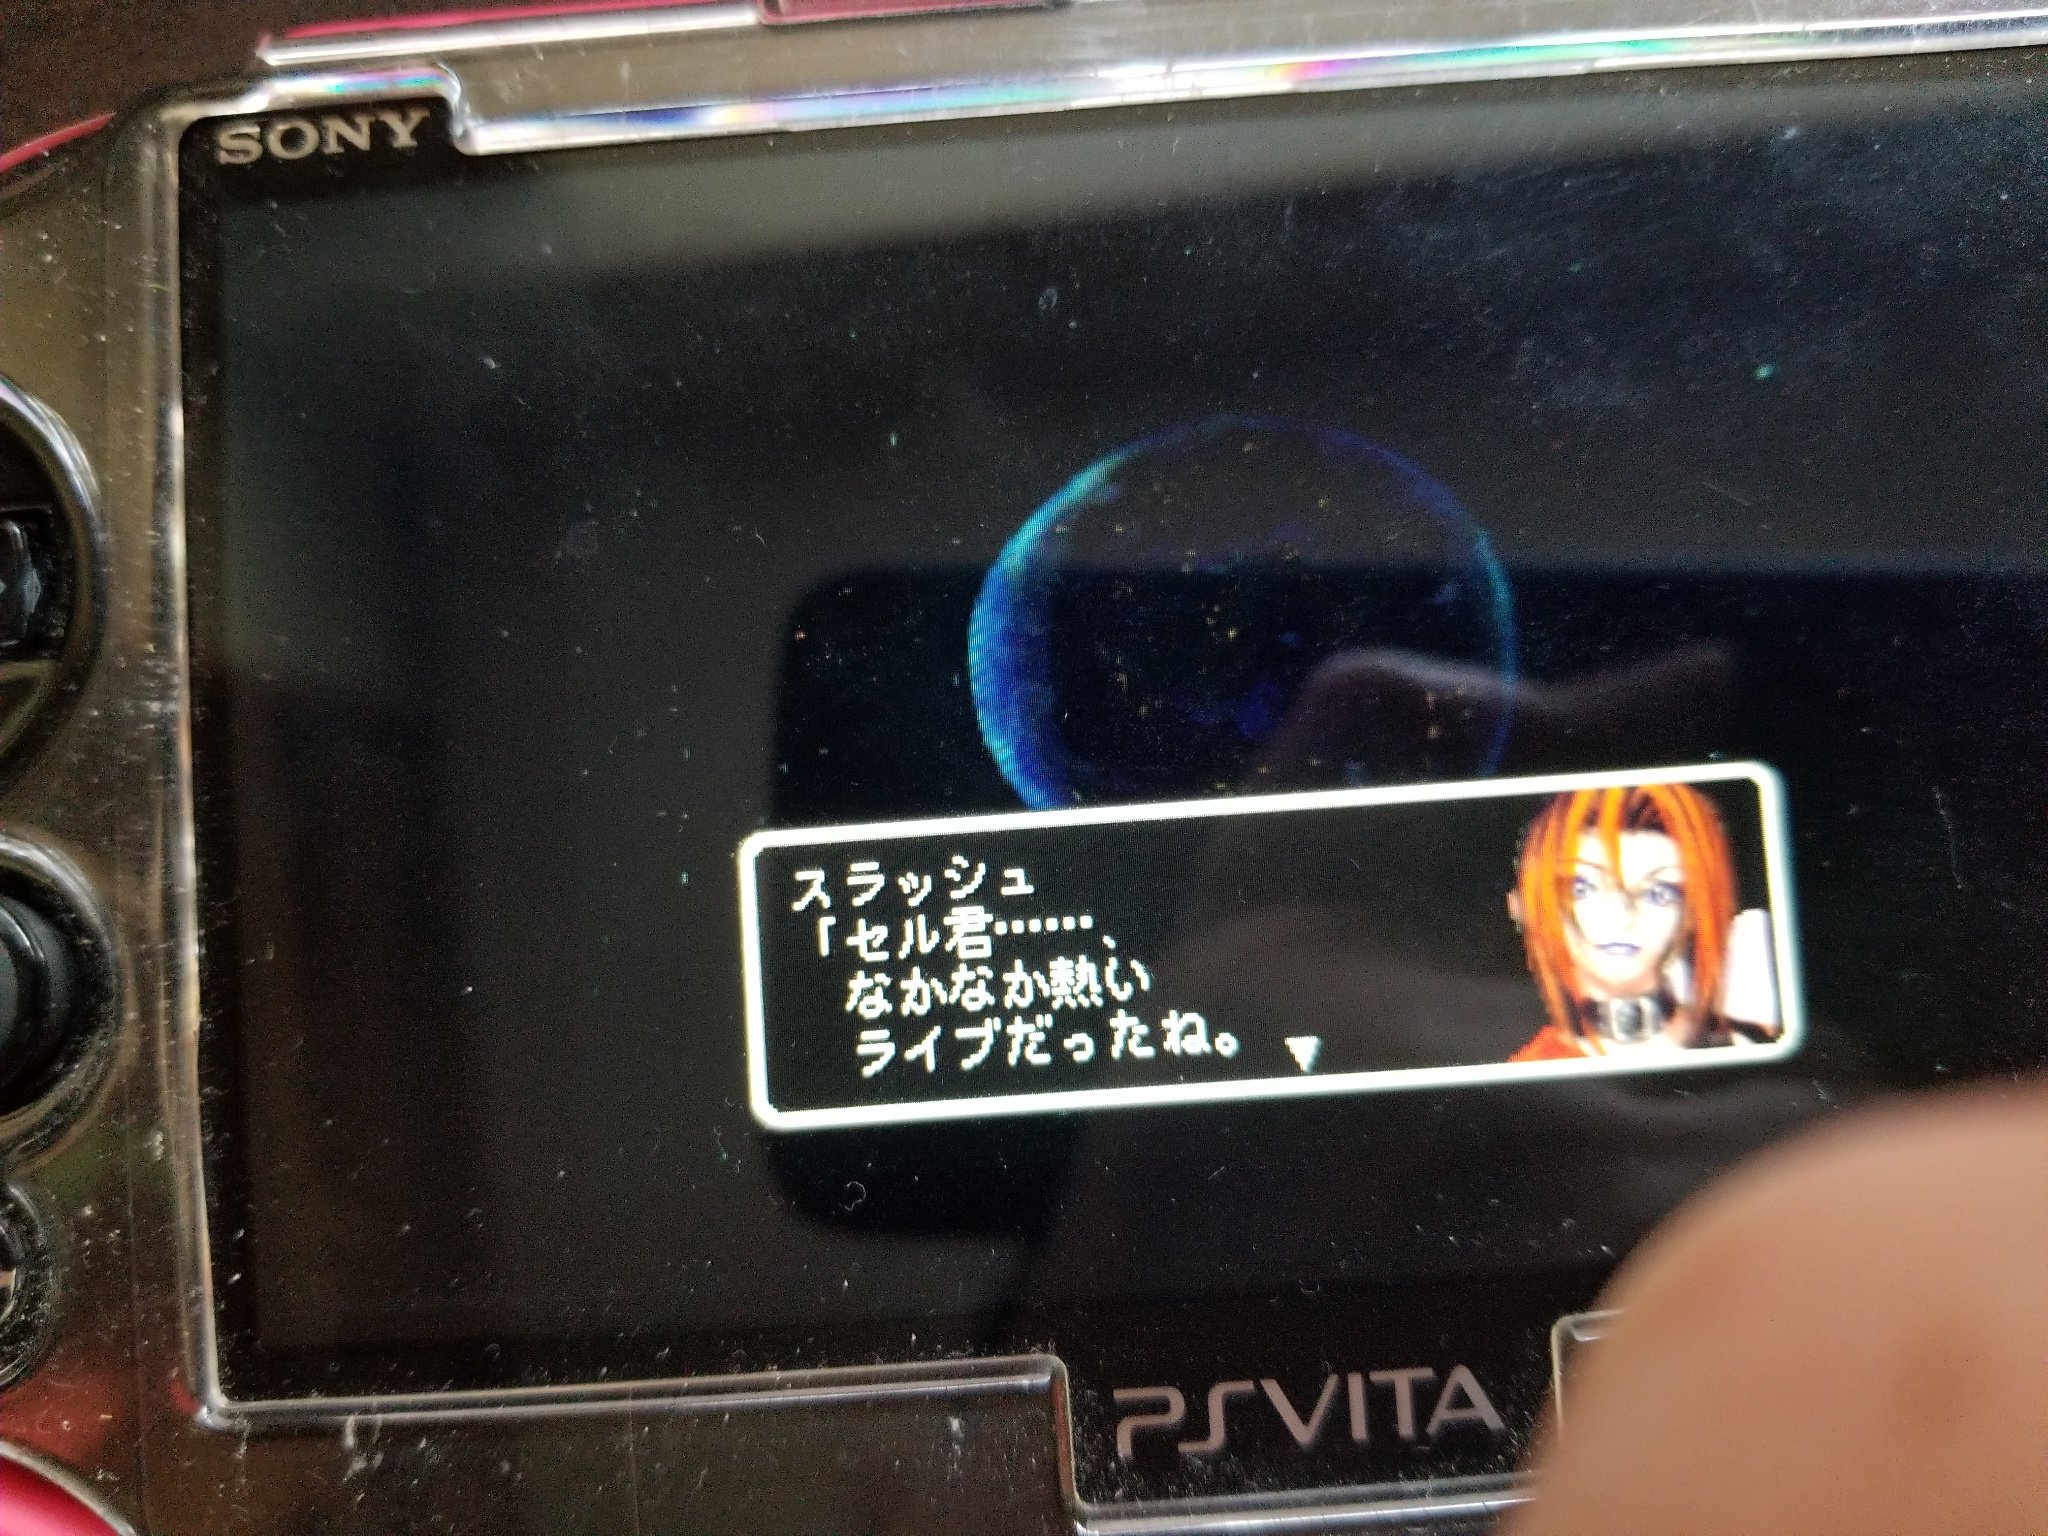 SONY
スラッシュ
「セル君……、
なかなか熱い
ライブだったね。▼
PSVITA